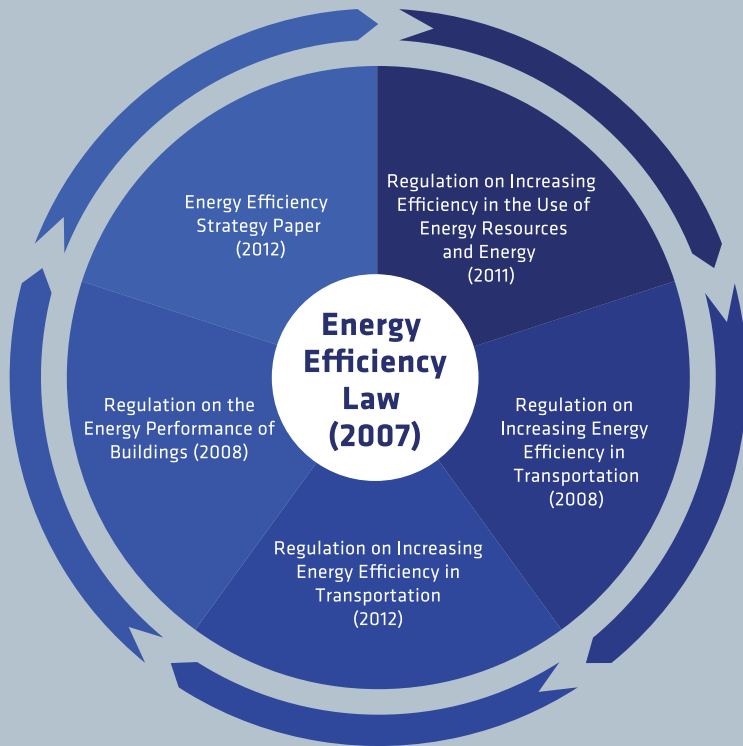 Energy
Efficiency
Law
(2007)
Regulation on Increasing
Efficiency in the Use of
Energy Resources
and Energy
(2011)
Regulation on
Increasing Energy
Efficiency in
Transportation
(2008)
Regulation on Increasing
Energy Efficiency in
Transportation
(2012)
Regulation on the
Energy Performance of
Buildings (2008)
Energy Efficiency
Strategy Paper
(2012)